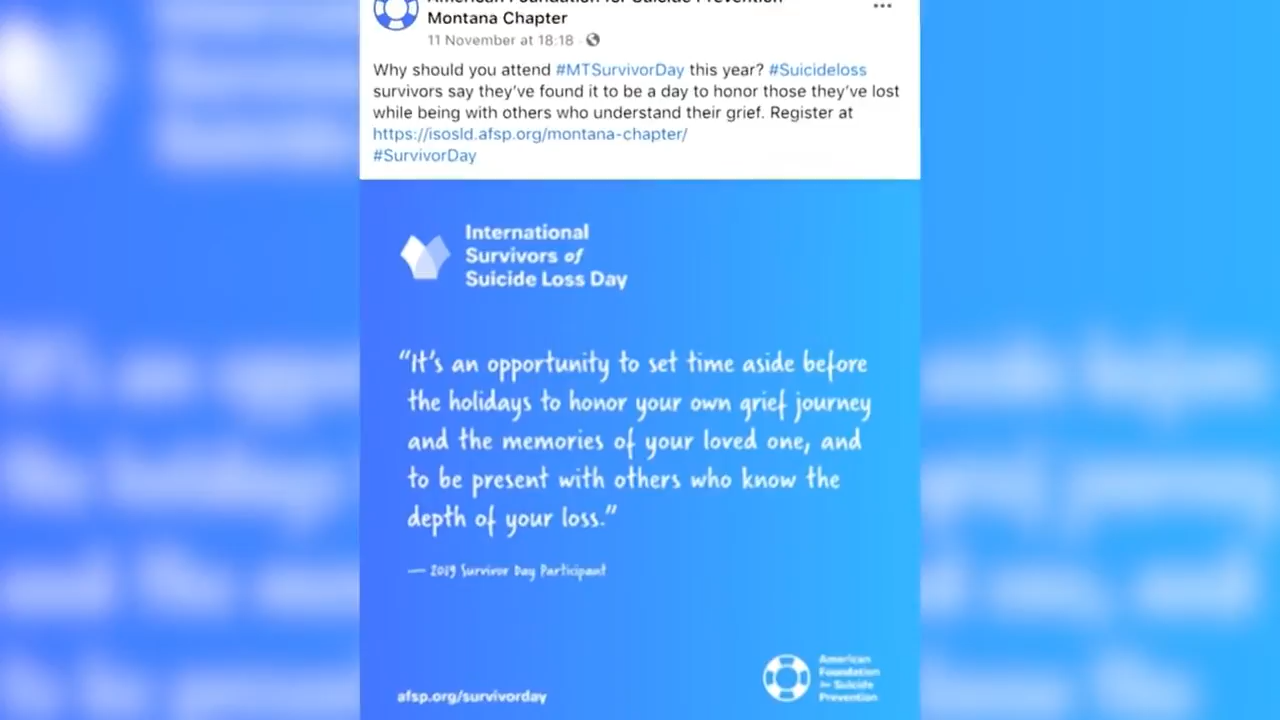 American Foundation for Suicide Prevention
Montana Chapter
11 November at 18:18 ·
Why should you attend #MTSurvivorDay this year? #Suicideloss
survivors say they've found it to be a day to honor those they've lost
while being with others who understand their grief. Register at
https://isosld.afsp.org/montana-chapter/
#SurvivorDay
International
Survivors of
Suicide Loss Day
“It's an opportunity to set time aside before
the holidays to honor your own grief journey
and the memories of your loved one, and
to be present with others who know the
depth of your loss.”
— 2019 Survivor Day Participant
American
Foundation
for Suicide
Prevention
afsp.org/survivorday